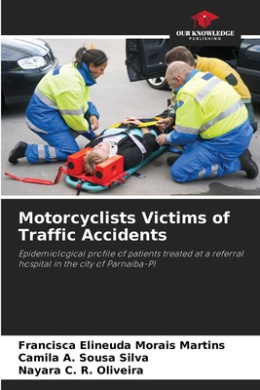 OUR KNOWLEDGE
PUBLISHING
Motorcyclists Victims of
Traffic Accidents
Epidemiological profile of patients treated at a referral
hospital in the city of Parnaíba-PI
Francisca Elineuda Morais Martins
Camila A. Sousa Silva
Nayara C. R. Oliveira